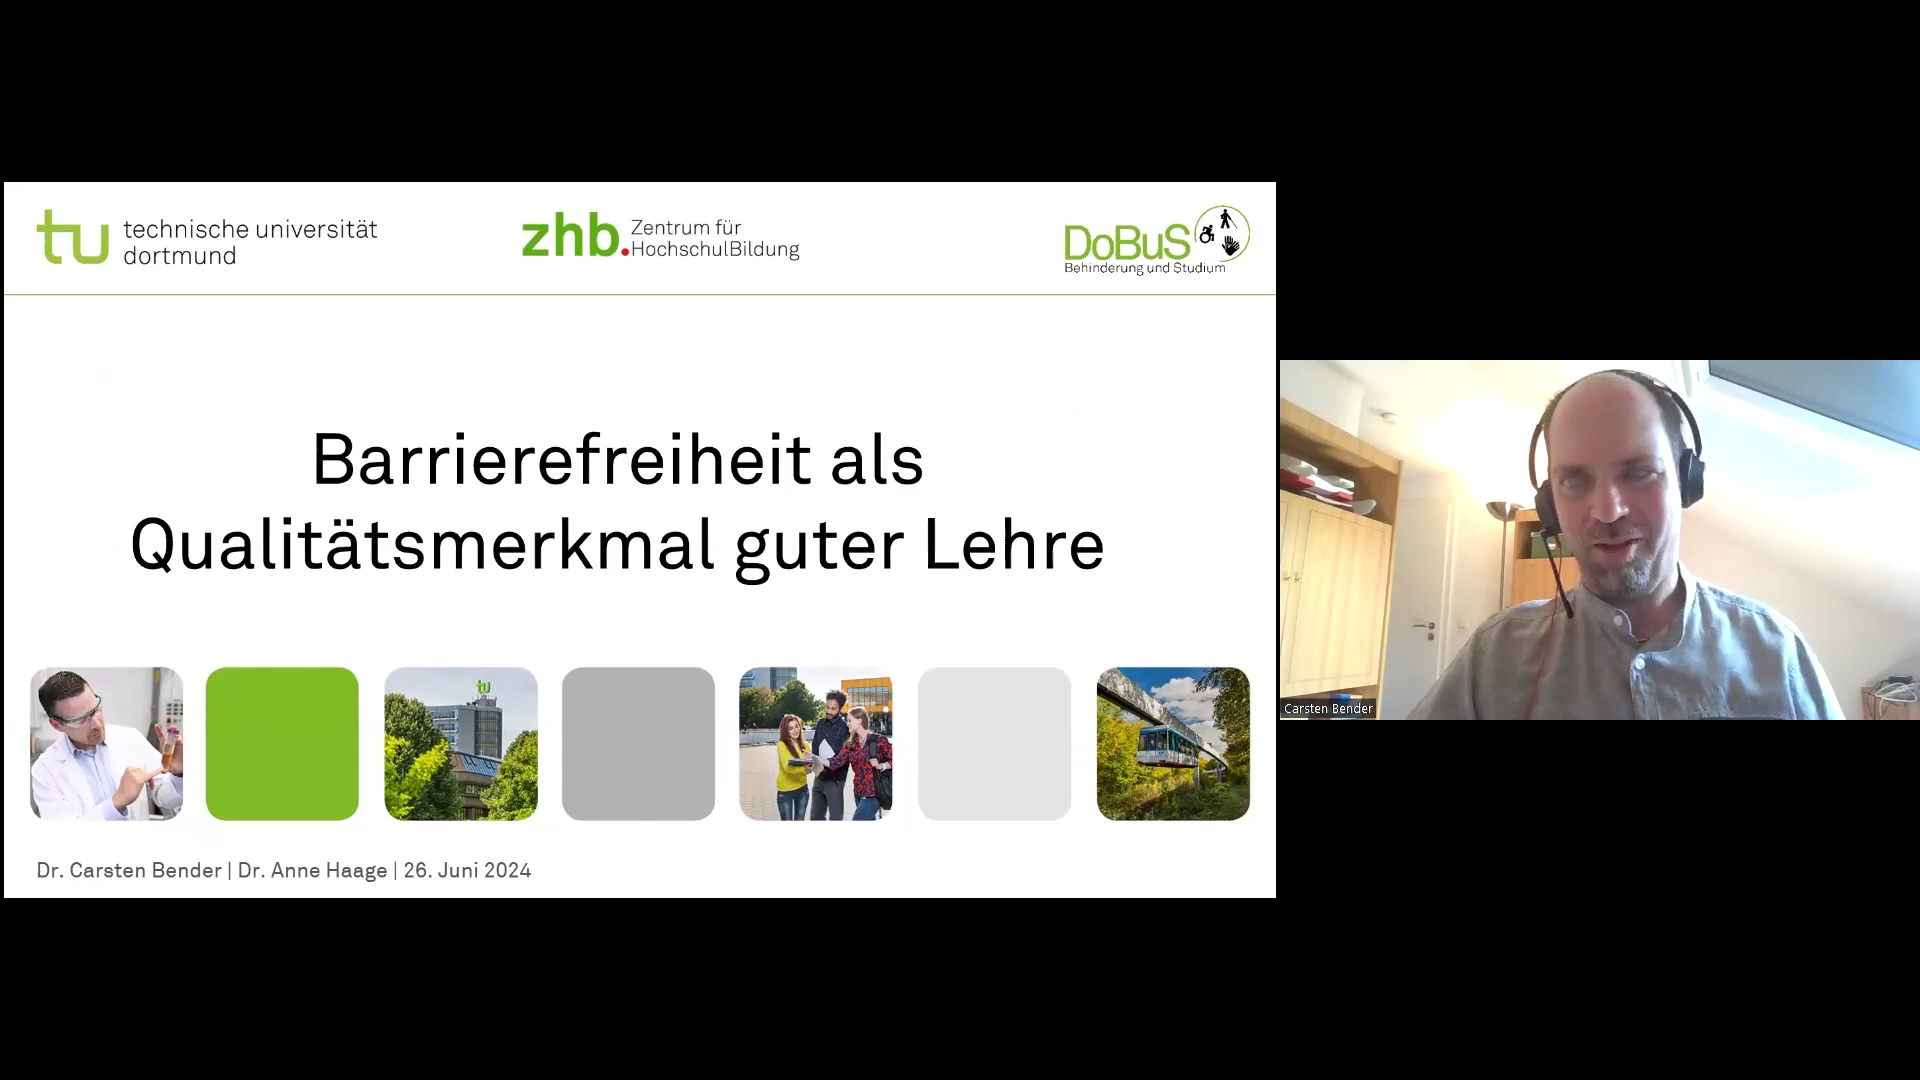 technische universität
dortmund
zhb. Zentrum für
HochschulBildung
DoBuS
Behinderung und Studium
Barrierefreiheit als
Qualitätsmerkmal guter Lehre
tu
Dr. Carsten Bender | Dr. Anne Haage | 26. Juni 2024
Carsten Bender